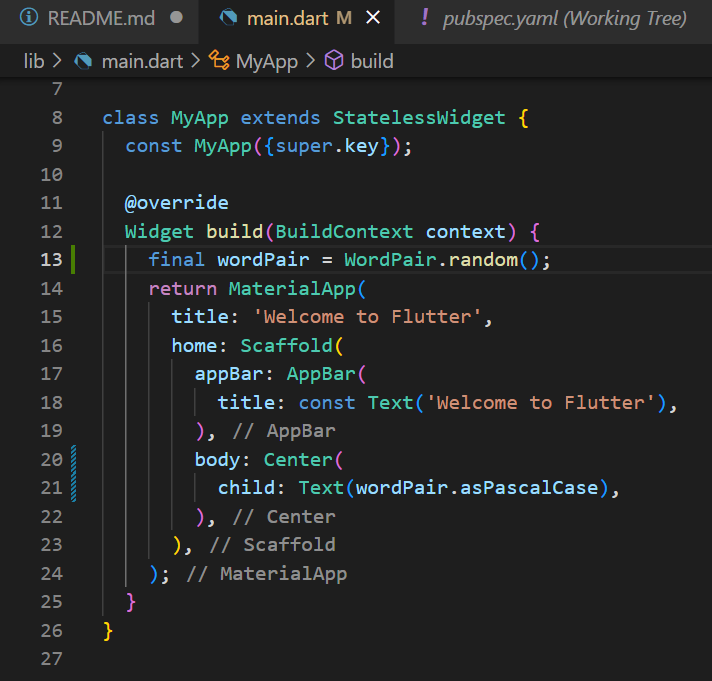 README.md
main.dart M
! pubspec.yaml (Working Tree)
lib > main.dart > MyApp > build
7
8 class MyApp extends StatelessWidget {
9   const MyApp({super.key});
10
11   @override
12   Widget build(BuildContext context) {
13     final wordPair = WordPair.random();
14     return MaterialApp(
15       title: 'Welcome to Flutter',
16       home: Scaffold(
17         appBar: AppBar(
18           title: const Text('Welcome to Flutter'),
19         ), // AppBar
20         body: Center(
21           child: Text(wordPair.asPascalCase),
22         ), // Center
23       ), // Scaffold
24     ); // MaterialApp
25   }
26 }
27